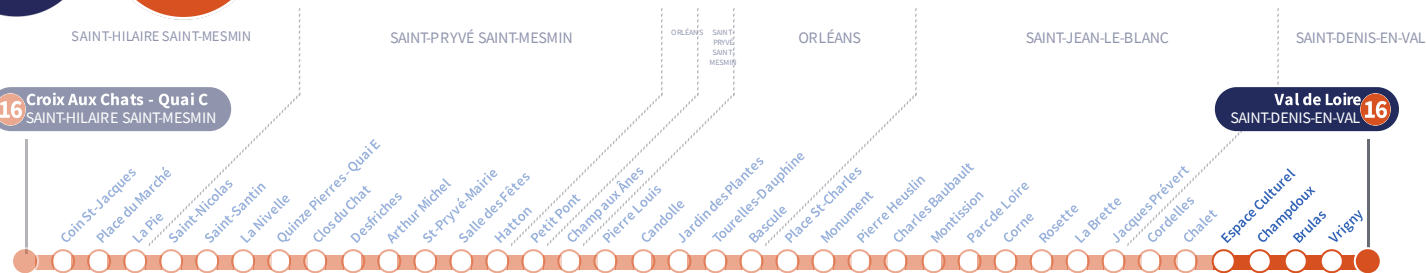 SAINT-HILAIRE SAINT-MESMIN
SAINT-PRYVÉ SAINT-MESMIN
ORLÉANS
SAINT-
PRYVÉ
SAINT-
MESMIN
ORLÉANS
SAINT-JEAN-LE-BLANC
SAINT-DENIS-EN-VAL
16
Croix Aux Chats - Quai C
SAINT-HILAIRE SAINT-MESMIN
Val de Loire
SAINT-DENIS-EN-VAL
16
Coin St-Jacques
Place du Marché
La Pie
Saint-Nicolas
Saint-Santin
La Nivelle
Quinze Pierres - Quai E
Clos du Chat
Desfriches
Arthur Michel
St-Pryvé-Mairie
Salle des Fêtes
Hatton
Petit Pont
Champ aux Ânes
Pierre Louis
Candolle
Jardin des Plantes
Tourelles-Dauphine
Bascule
Place St-Charles
Monument
Pierre Heuslin
Charles Baubault
Montission
Parc de Loire
Corne
Rosette
La Brette
Jacques Prévert
Cordelles
Chalet
Espace Culturel
Champdoux
Brulas
Vrigny